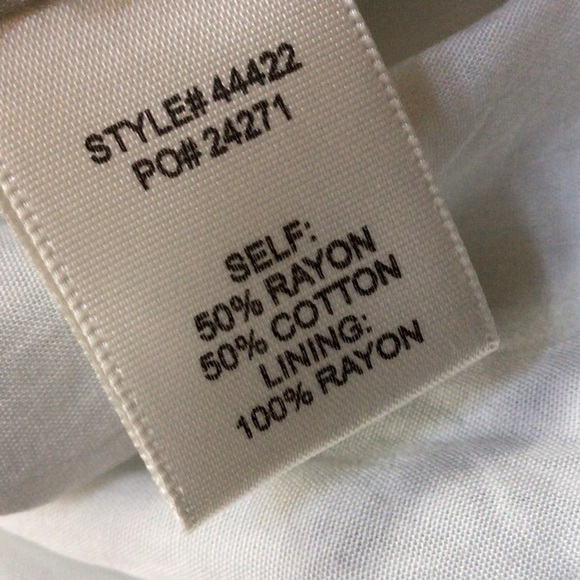 STYLE# 44422
PO# 24271
SELF:
50% RAYON
50% COTTON
LINING:
100% RAYON